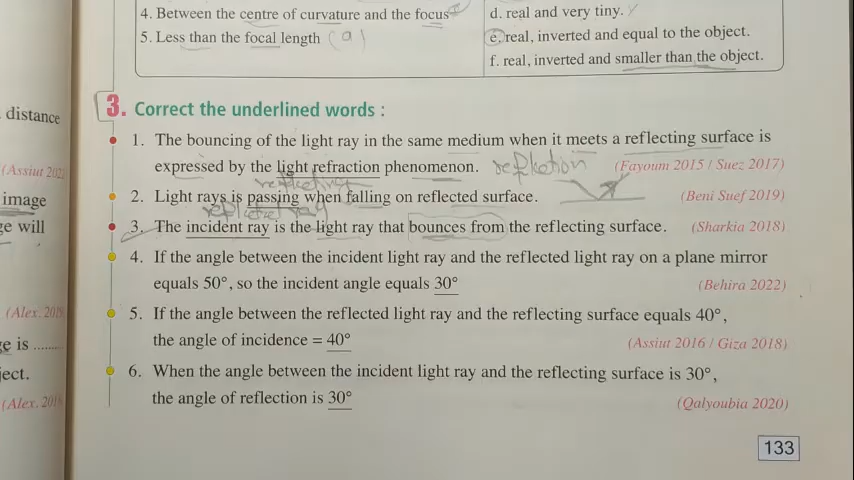 4. Between the centre of curvature and the focus
d. real and very tiny.
5. Less than the focal length (a)
e. real, inverted and equal to the object.
f. real, inverted and smaller than the object.
distance
(Assiut 202
image
ge will
(Alex. 2019
ge is ......
ject.
(Alex. 201
3. Correct the underlined words :
1. The bouncing of the light ray in the same medium when it meets a reflecting surface is
expressed by the light refraction phenomenon. (Fayoum 2015 / Suez 2017)
2. Light rays is passing when falling on reflected surface. (Beni Suef 2019)
3. The incident ray is the light ray that bounces from the reflecting surface. (Sharkia 2018)
4. If the angle between the incident light ray and the reflected light ray on a plane mirror
equals 50°, so the incident angle equals 30° (Behira 2022)
5. If the angle between the reflected light ray and the reflecting surface equals 40°,
the angle of incidence = 40° (Assiut 2016 / Giza 2018)
6. When the angle between the incident light ray and the reflecting surface is 30°,
the angle of reflection is 30° (Qalyoubia 2020)
133